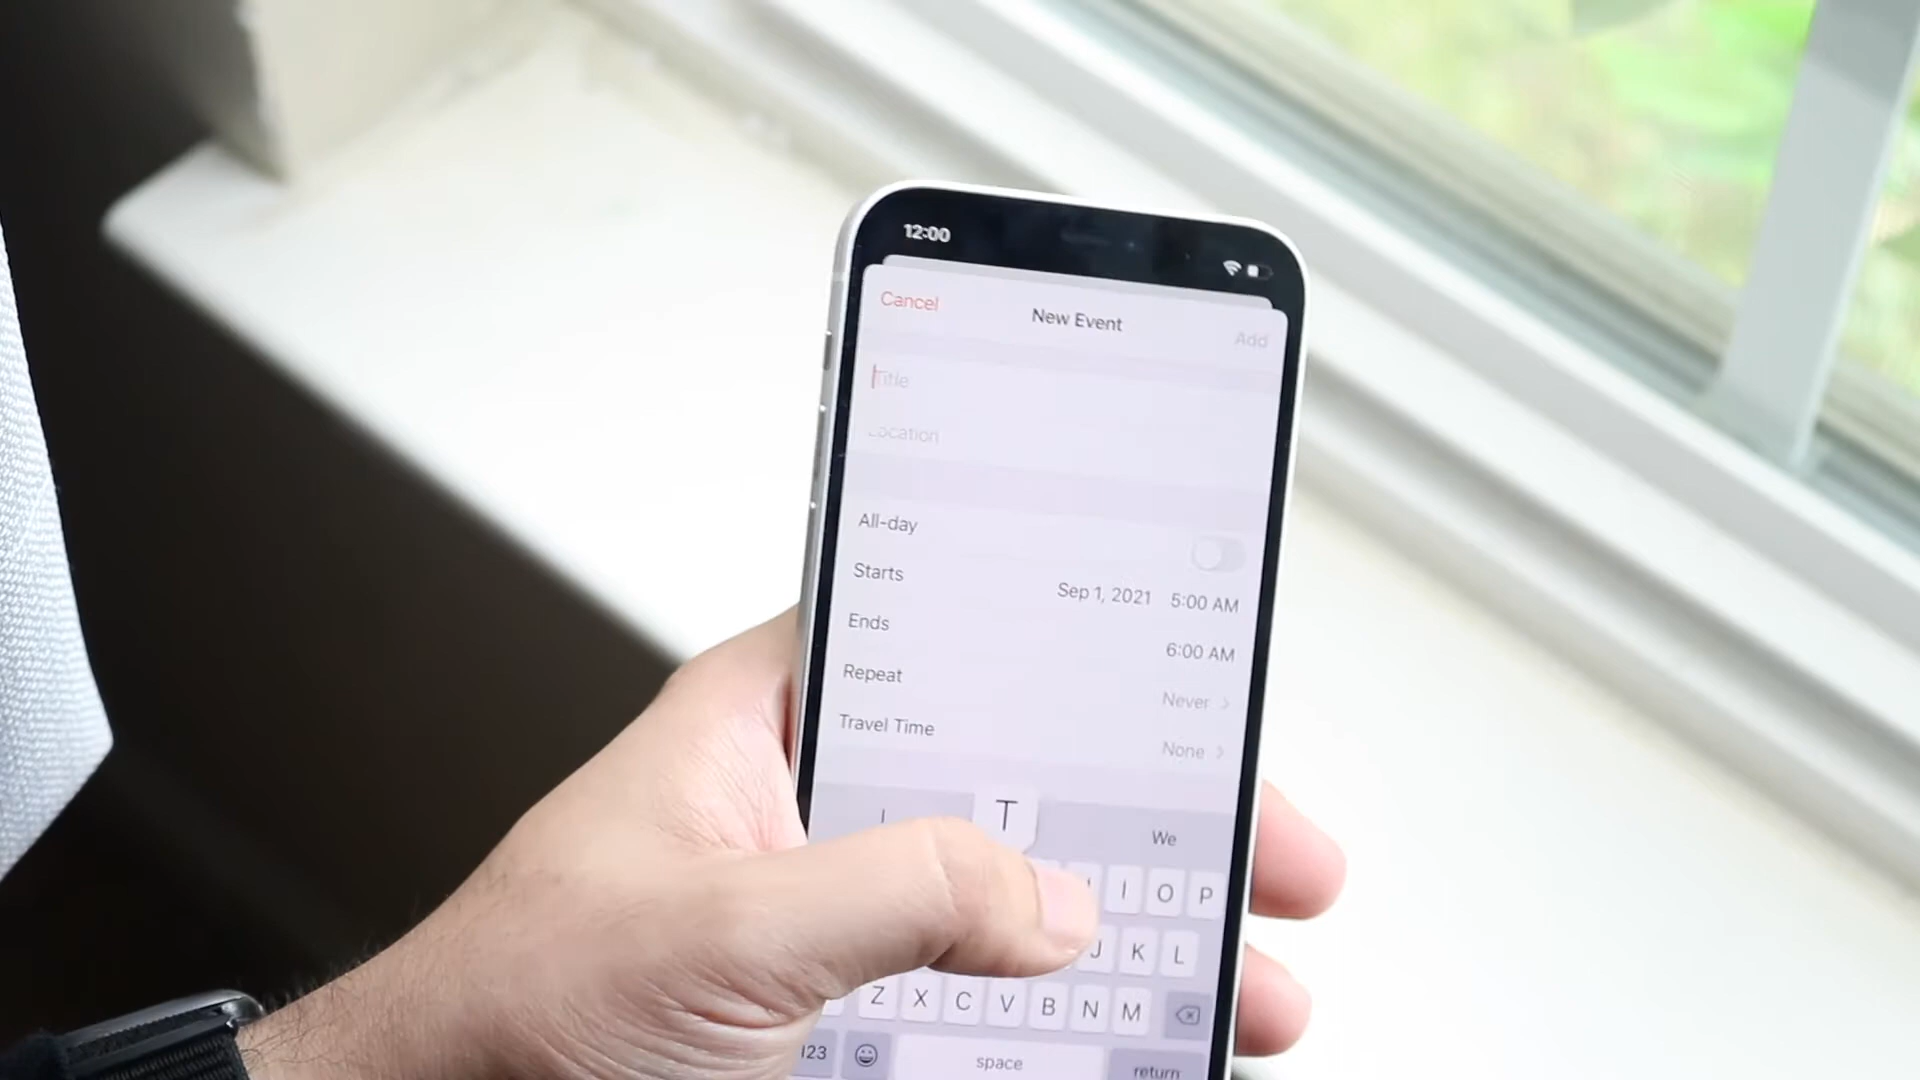 12:00
Cancel New Event Add
Title
Location
All-day
Starts Sep 1, 2021 5:00 AM
Ends 6:00 AM
Repeat Never
Travel Time None
I T We
I O P
J K L
Z X C V B N M
123 space return